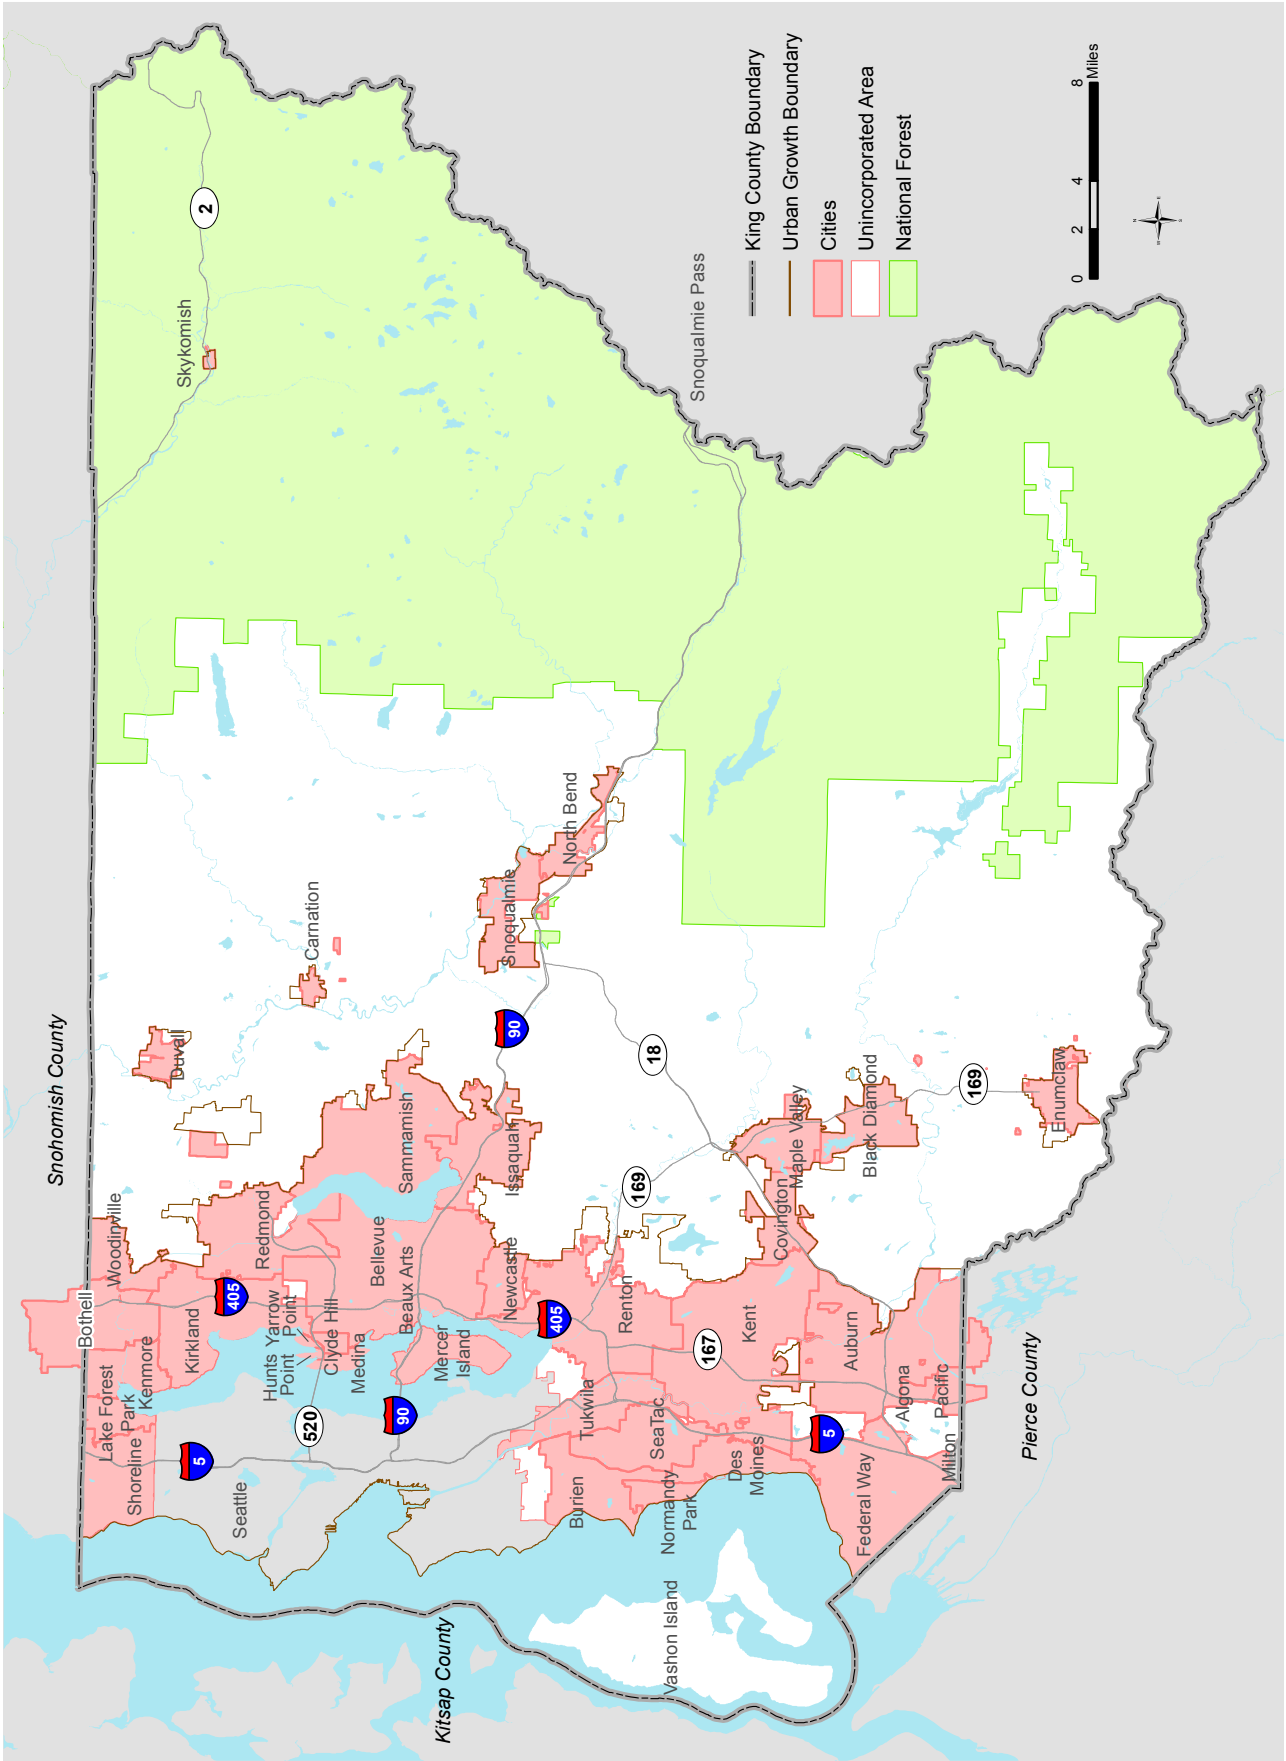 Snohomish County
Bothell
Woodinville
Duvall
Skykomish
2
Lake Forest
Park
Kenmore
Shoreline
Kirkland
405
Redmond
Carnation
5
Seattle
Hunts
Point
Yarrow
Point
Clyde Hill
Medina
520
Bellevue
Beaux Arts
Sammamish
90
Mercer
Island
Newcastle
Issaquah
90
Snoqualmie
North Bend
Snoqualmie Pass
Kitsap County
405
Renton
169
18
Burien
Tukwila
SeaTac
Normandy
Park
Des
Moines
167
Kent
Covington
Maple Valley
Black Diamond
169
Enumclaw
Vashon Island
5
Federal Way
Auburn
Algona
Pacific
Milton
Pierce County
King County Boundary
Urban Growth Boundary
Cities
Unincorporated Area
National Forest
0 2 4 8
Miles
N
W E
S